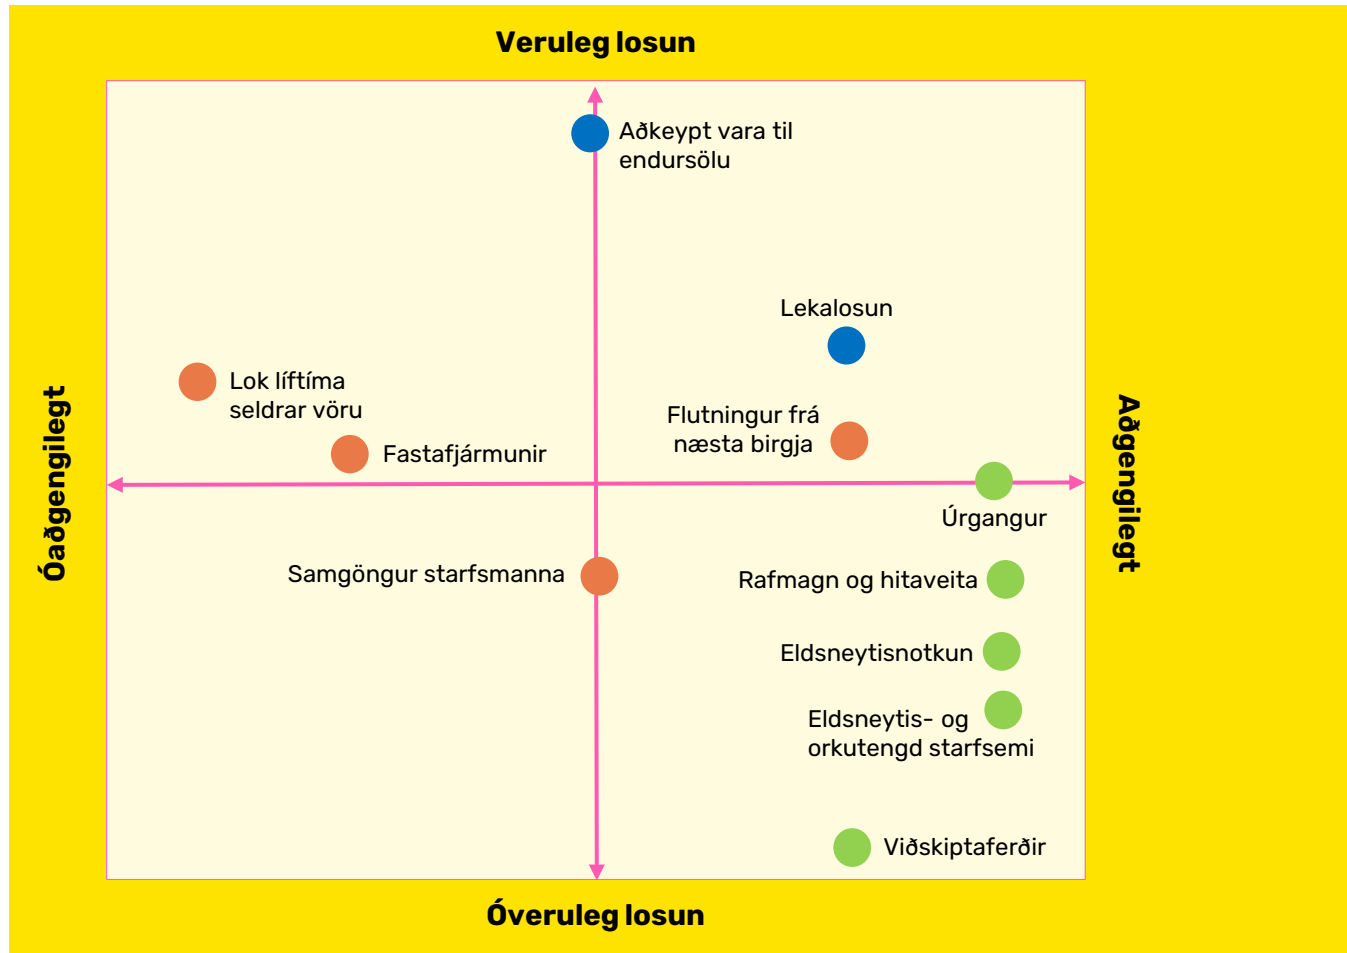 Veruleg losun
Aðkeypt vara til
endursölu
Lekalosun
Lok líftíma
seldrar vöru
Flutningur frá
næsta birgja
Fastafjármunir
Óaðgengilegt
Aðgengilegt
Úrgangur
Samgöngur starfsmanna
Rafmagn og hitaveita
Eldsneytisnotkun
Eldsneytis- og
orkutengd starfsemi
Viðskiptaferðir
Óveruleg losun